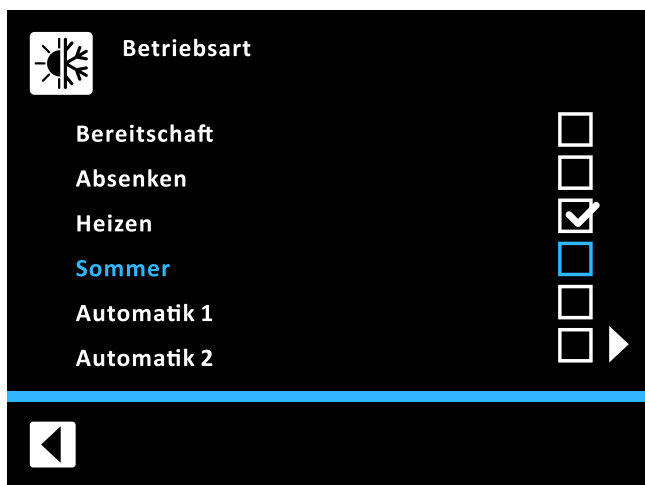 Betriebsart
Bereitschaft
Absenken
Heizen
Sommer
Automatik 1
Automatik 2